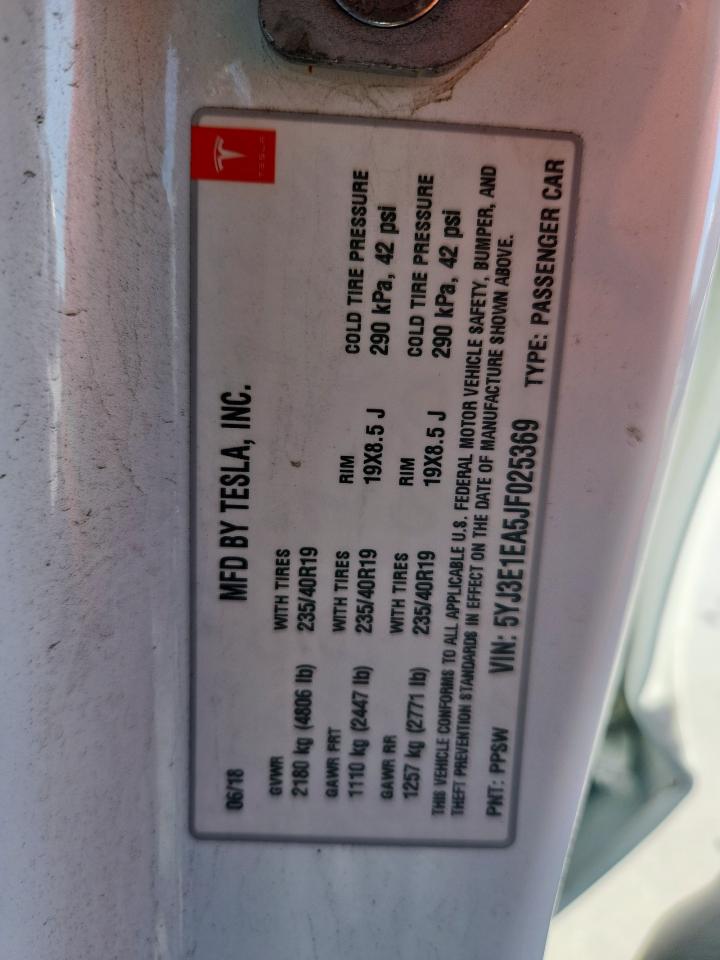 TESLA
06/18 MFD BY TESLA, INC.
GVWR WITH TIRES
2180 kg (4806 lb) 235/40R19
GAWR FRT WITH TIRES RIM COLD TIRE PRESSURE
1110 kg (2447 lb) 235/40R19 19X8.5 J 290 kPa, 42 psi
GAWR RR WITH TIRES RIM COLD TIRE PRESSURE
1257 kg (2771 lb) 235/40R19 19X8.5 J 290 kPa, 42 psi
THIS VEHICLE CONFORMS TO ALL APPLICABLE U.S. FEDERAL MOTOR VEHICLE SAFETY, BUMPER, AND
THEFT PREVENTION STANDARDS IN EFFECT ON THE DATE OF MANUFACTURE SHOWN ABOVE.
PNT: PPSW VIN: 5YJ3E1EA5JF025369 TYPE: PASSENGER CAR